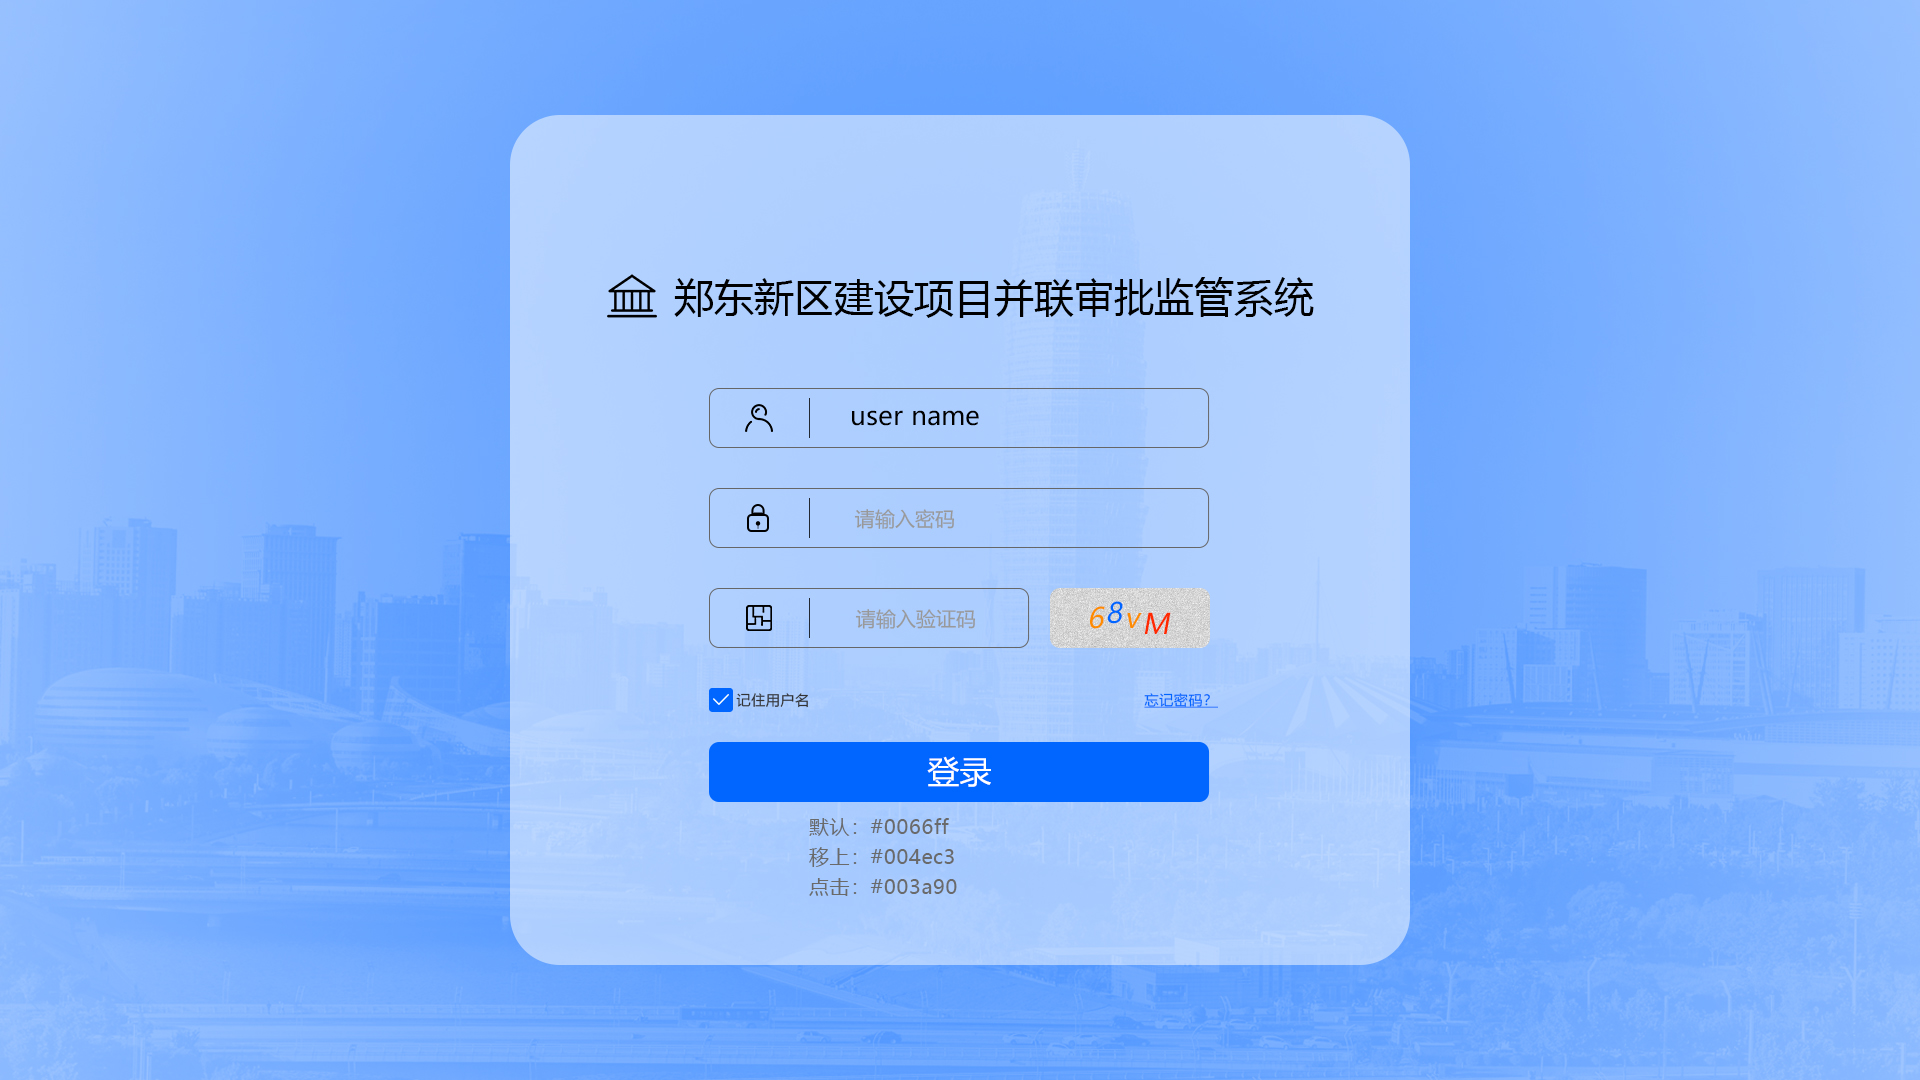 郑东新区建设项目并联审批监管系统
user name
请输入密码
请输入验证码
68vM
记住用户名
忘记密码？
登录
默认：#0066ff
移上：#004ec3
点击：#003a90